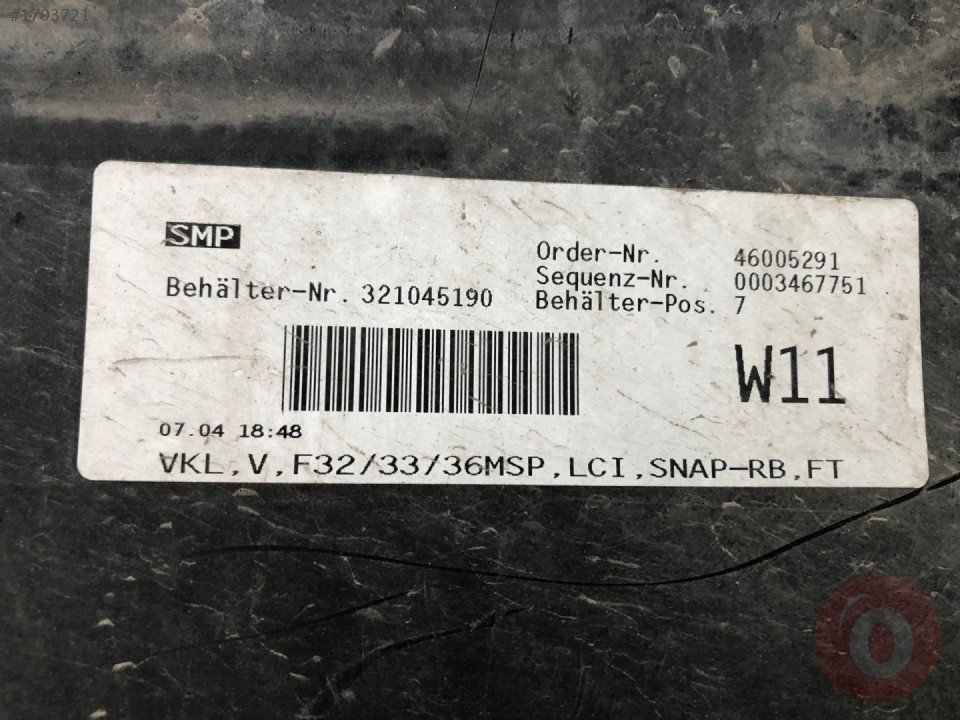 #1793721
SMP
Order-Nr. 46005291
Sequenz-Nr. 0003467751
Behälter-Nr. 321045190
Behälter-Pos. 7
W11
07.04 18:48
VKL,V,F32/33/36MSP,LCI,SNAP-RB,FT